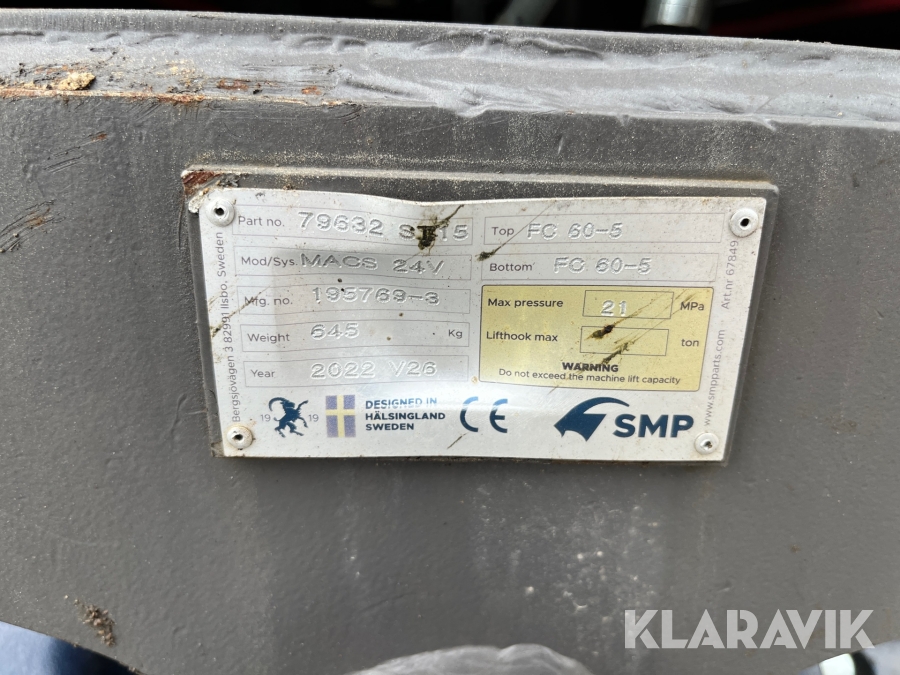 Part no. 79632 ST15
Mod/Sys. MACS 24V
Mfg. no. 195769-3
Weight 645 Kg
Year 2022 V26
Top FC 60-5
Bottom FC 60-5
Max pressure 21 MPa
Lifthook max ton
WARNING
Do not exceed the machine lift capacity
19 19
DESIGNED IN
HÄLSINGLAND
SWEDEN
CE
SMP
Bergsjövägen 3 82991 Ilsbo. Sweden
www.smpparts.com Art.nr 67849
KLARAVIK